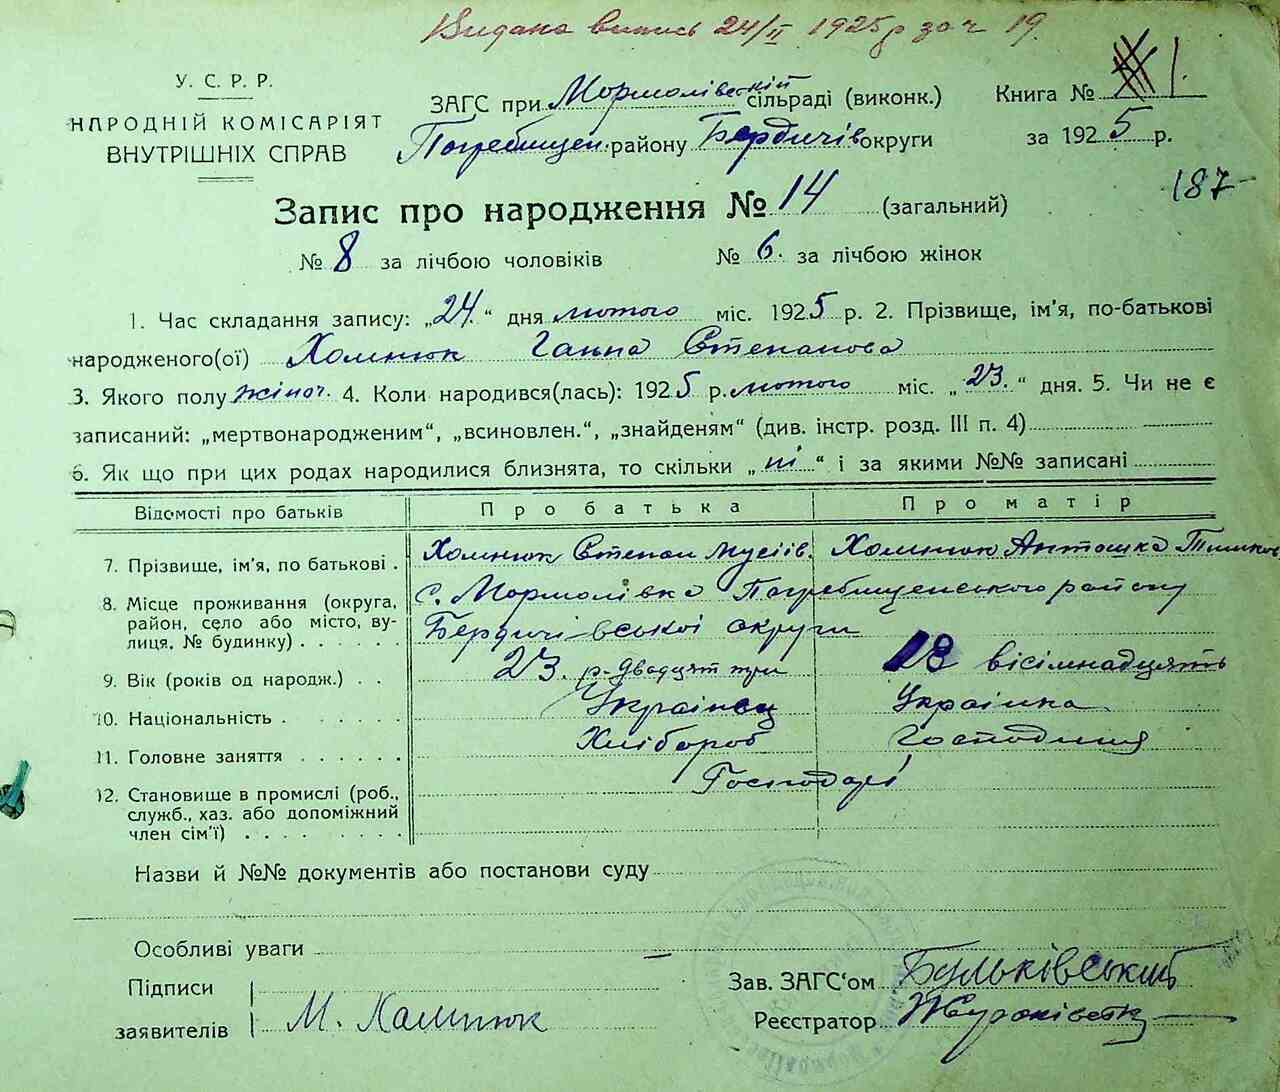 Видана випись 24/II 1925 р за ч 19.
У. С. Р. Р.
НАРОДНІЙ КОМІСАРІЯТ
ВНУТРІШНІХ СПРАВ
ЗАГС при Мормолівській сільраді (виконк.)
Погребищен. району Бердичів округи
Книга № 1.
за 1925 р.
187
Запис про народження № 14 (загальний)
№ 8 за лічбою чоловіків № 6. за лічбою жінок
1. Час складання запису: „24.“ дня лютого міс. 1925 р. 2. Прізвище, ім'я, по-батькові
народженого(ої) Хомнюк Ганна Степанова
3. Якого полу жіноч. 4. Коли народився(лась): 1925 р. лютого міс. „23.“ дня. 5. Чи не є
записаний: „мертвонародженим“, „всиновлен.“, „знайденям“ (див. інстр. розд. III п. 4)
6. Як що при цих родах народилися близнята, то скільки „ні“ і за якими №№ записані
Відомості про батьків Про батька Про матір
7. Прізвище, ім'я, по батькові . Хомнюк Степан Мусіїв. Хомнюк Антошка
8. Місце проживання (округа, район, село або місто, вулиця, № будинку) . . . . . . с. Мормолівка Погребищенського району
Бердичівської округи
9. Вік (років од народж.) . . 23. р. двадцят три 18 вісімнадцять
10. Національність . . . . . . . Українец Українка
11. Головне заняття . . . . . . Хлібороб Господиня
12. Становище в промислі (роб., служб., хаз. або допоміжний член сім'ї) . . . . . . . . . Господарі
Назви й №№ документів або постанови суду
Особливі уваги —
Підписи
заявителів М. Хомнюк
Зав. ЗАГС'ом Бульківський
Реєстратор